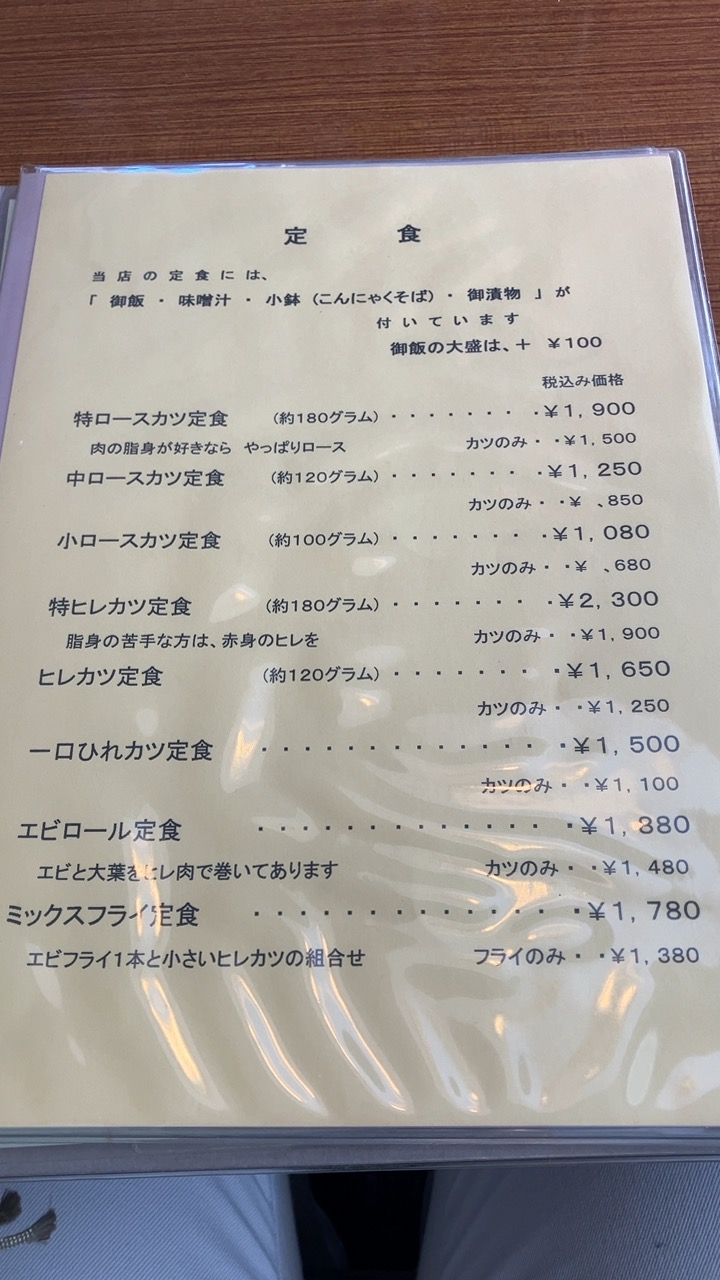 定　食
当店の定食には、
「 御飯 ・ 味噌汁 ・ 小鉢（こんにゃくそば） ・ 御漬物 」が
付いています
御飯の大盛は、＋ ¥100
税込み価格
特ロースカツ定食 （約180グラム）・・・・・・・・¥1,900
肉の脂身が好きなら やっぱりロース カツのみ・・¥1,500
中ロースカツ定食 （約120グラム）・・・・・・・・¥1,250
カツのみ・・¥ 、850
小ロースカツ定食 （約100グラム）・・・・・・・・¥1,080
カツのみ・・¥ 、680
特ヒレカツ定食 （約180グラム）・・・・・・・・¥2,300
脂身の苦手な方は、赤身のヒレを カツのみ・・¥1,900
ヒレカツ定食 （約120グラム）・・・・・・・・¥1,650
カツのみ・・¥1,250
一口ひれカツ定食 ・・・・・・・・・・・・・・・¥1,500
カツのみ・・¥1,100
エビロール定食 ・・・・・・・・・・・・・・・¥1,880
エビと大葉をヒレ肉で巻いてあります カツのみ・・¥1,480
ミックスフライ定食 ・・・・・・・・・・・・・・・¥1,780
エビフライ1本と小さいヒレカツの組合せ フライのみ・・¥1,380